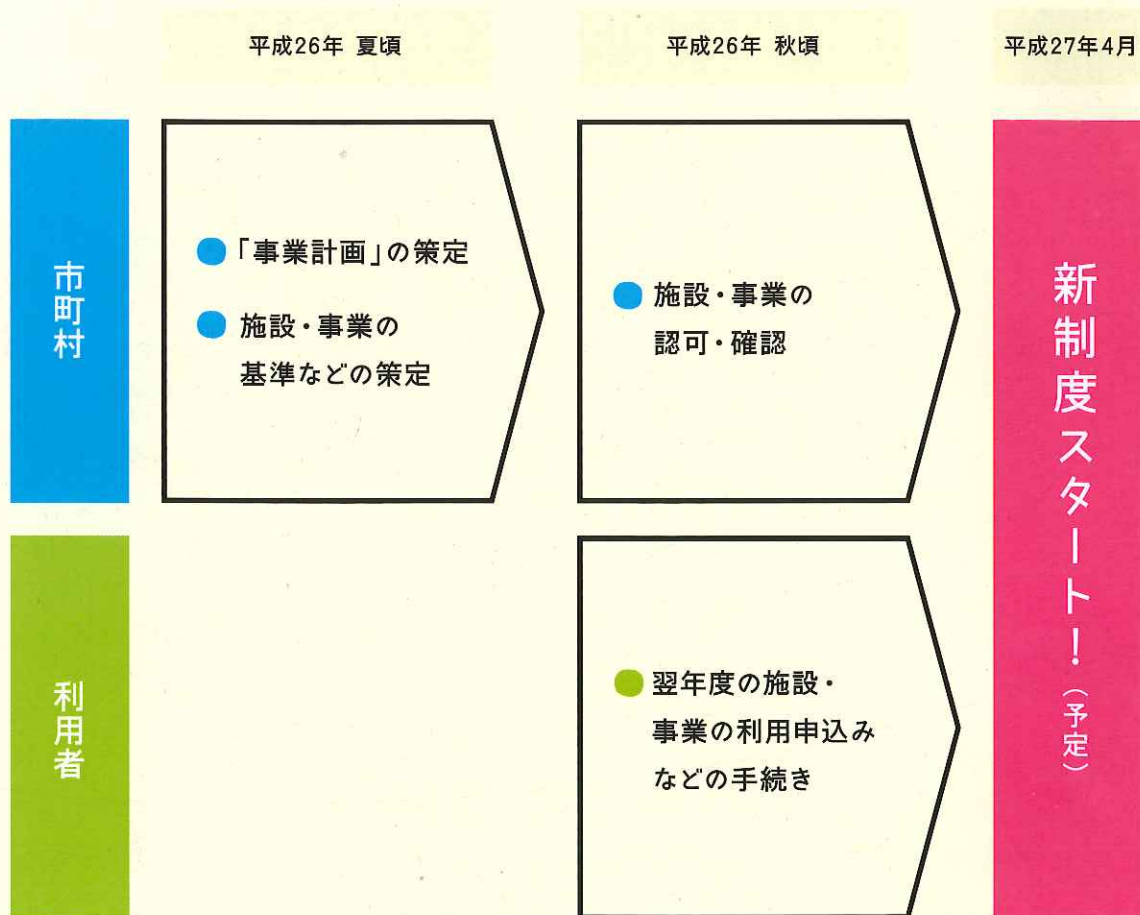 平成26年 夏頃
平成26年 秋頃
平成27年4月
市町村
●「事業計画」の策定
● 施設・事業の
基準などの策定
● 施設・事業の
認可・確認
利用者
● 翌年度の施設・
事業の利用申込み
などの手続き
新制度スタート！（予定）